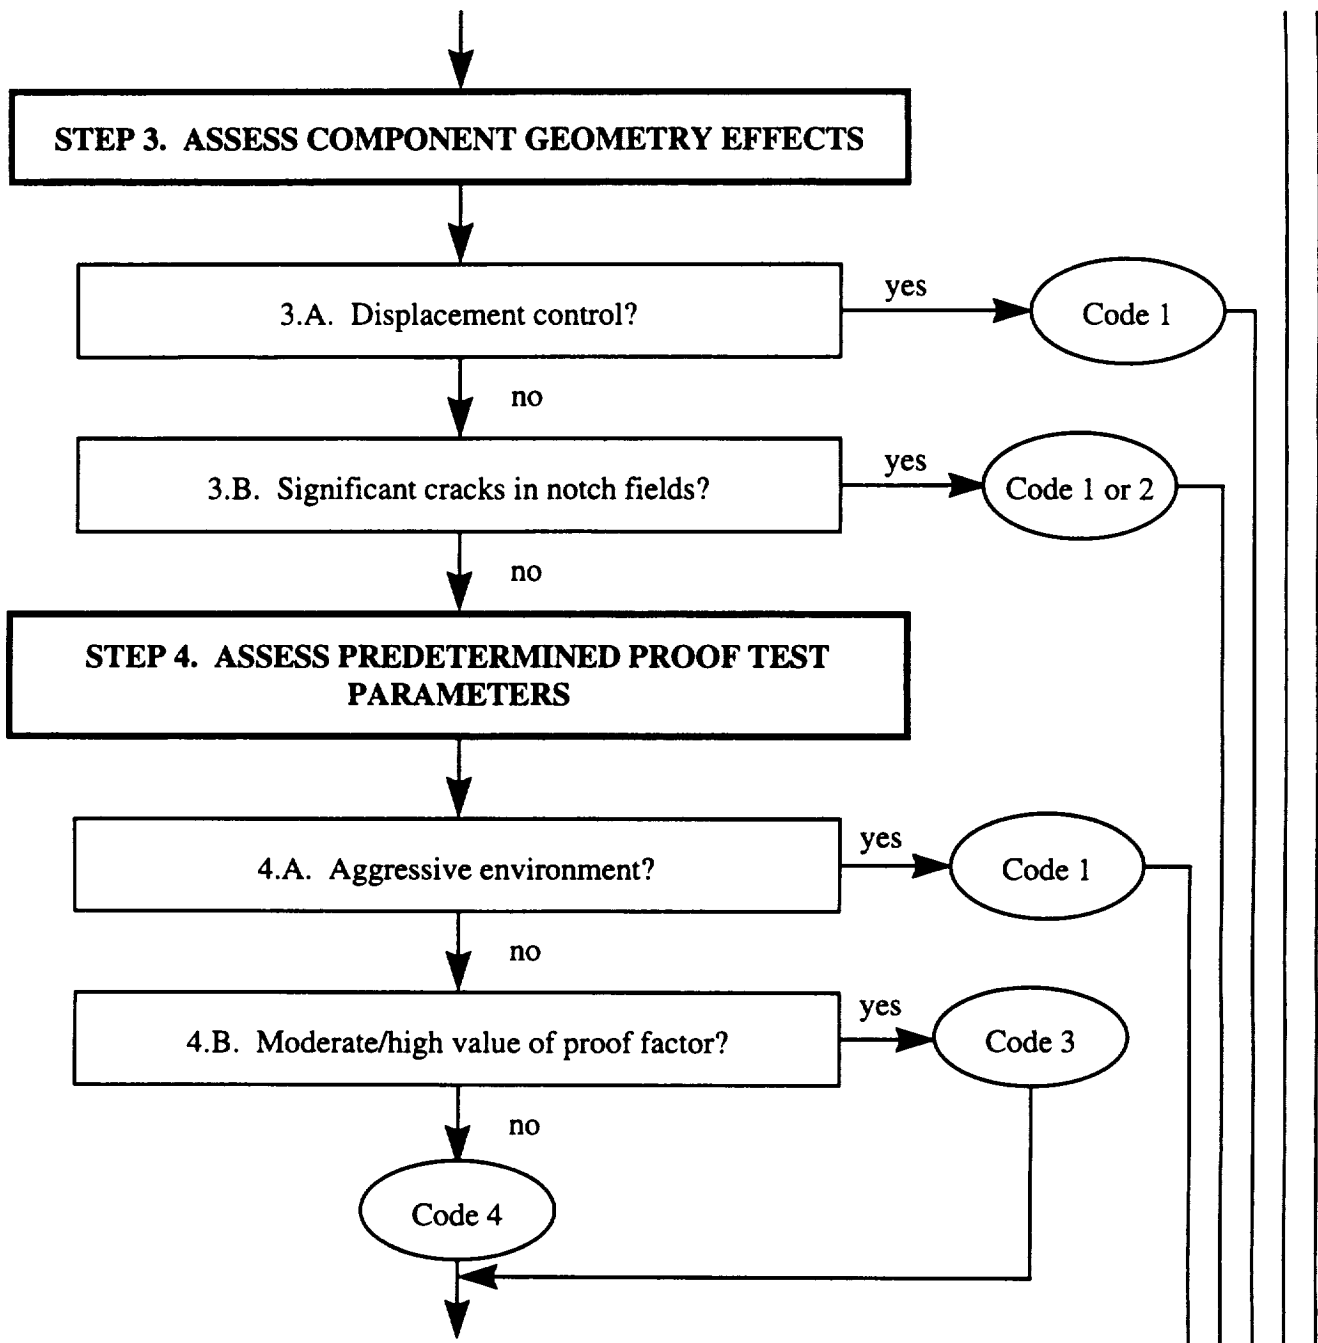 STEP 3. ASSESS COMPONENT GEOMETRY EFFECTS
3.A. Displacement control?
yes
Code 1
no
3.B. Significant cracks in notch fields?
yes
Code 1 or 2
no
STEP 4. ASSESS PREDETERMINED PROOF TEST
PARAMETERS
4.A. Aggressive environment?
yes
Code 1
no
4.B. Moderate/high value of proof factor?
yes
Code 3
no
Code 4